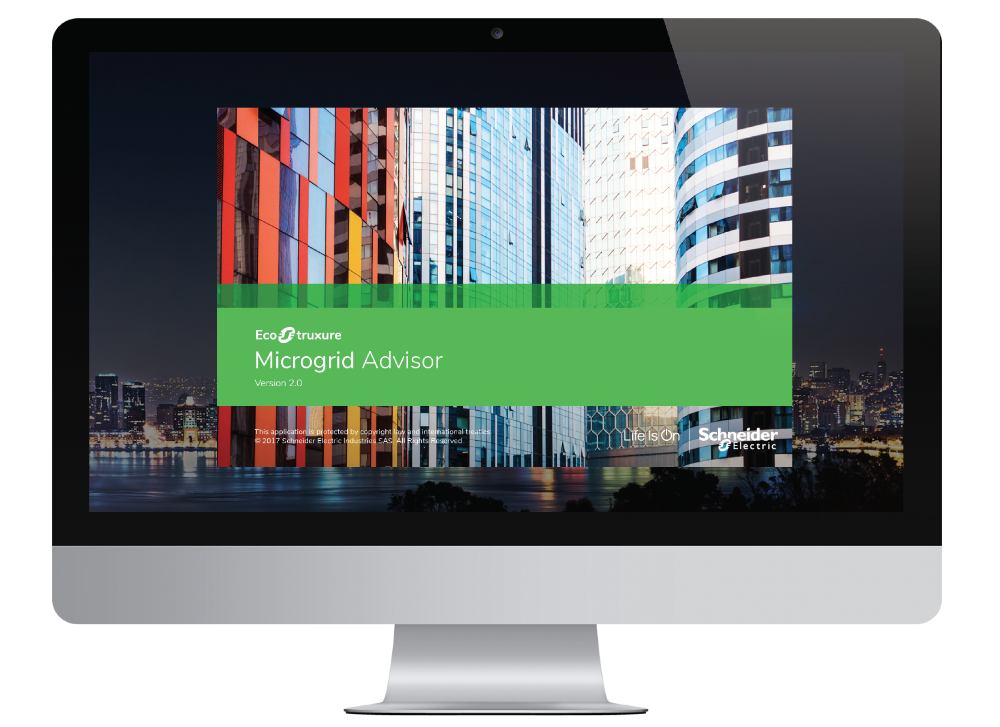 EcoStruxure™
Microgrid Advisor
Version 2.0
This application is protected by copyright law and international treaties.
© 2017 Schneider Electric Industries SAS. All Rights Reserved.
Life Is On
Schneider
Electric